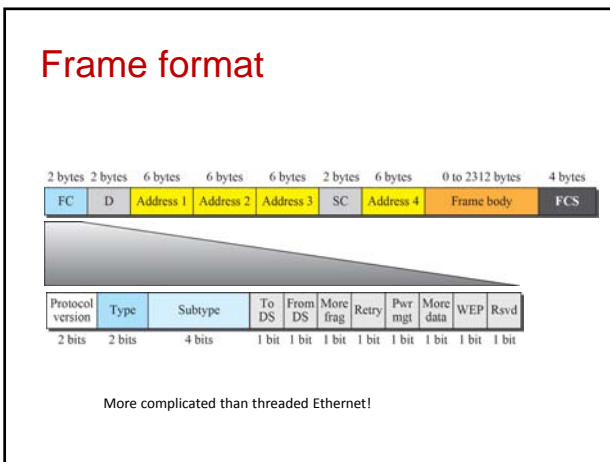 Frame format
2 bytes 2 bytes 6 bytes 6 bytes 6 bytes 2 bytes 6 bytes 0 to 2312 bytes 4 bytes
FC D Address 1 Address 2 Address 3 SC Address 4 Frame body FCS
Protocol version Type Subtype To DS From DS More frag Retry Pwr mgt More data WEP Rsvd
2 bits 2 bits 4 bits 1 bit 1 bit 1 bit 1 bit 1 bit 1 bit 1 bit 1 bit
More complicated than threaded Ethernet!